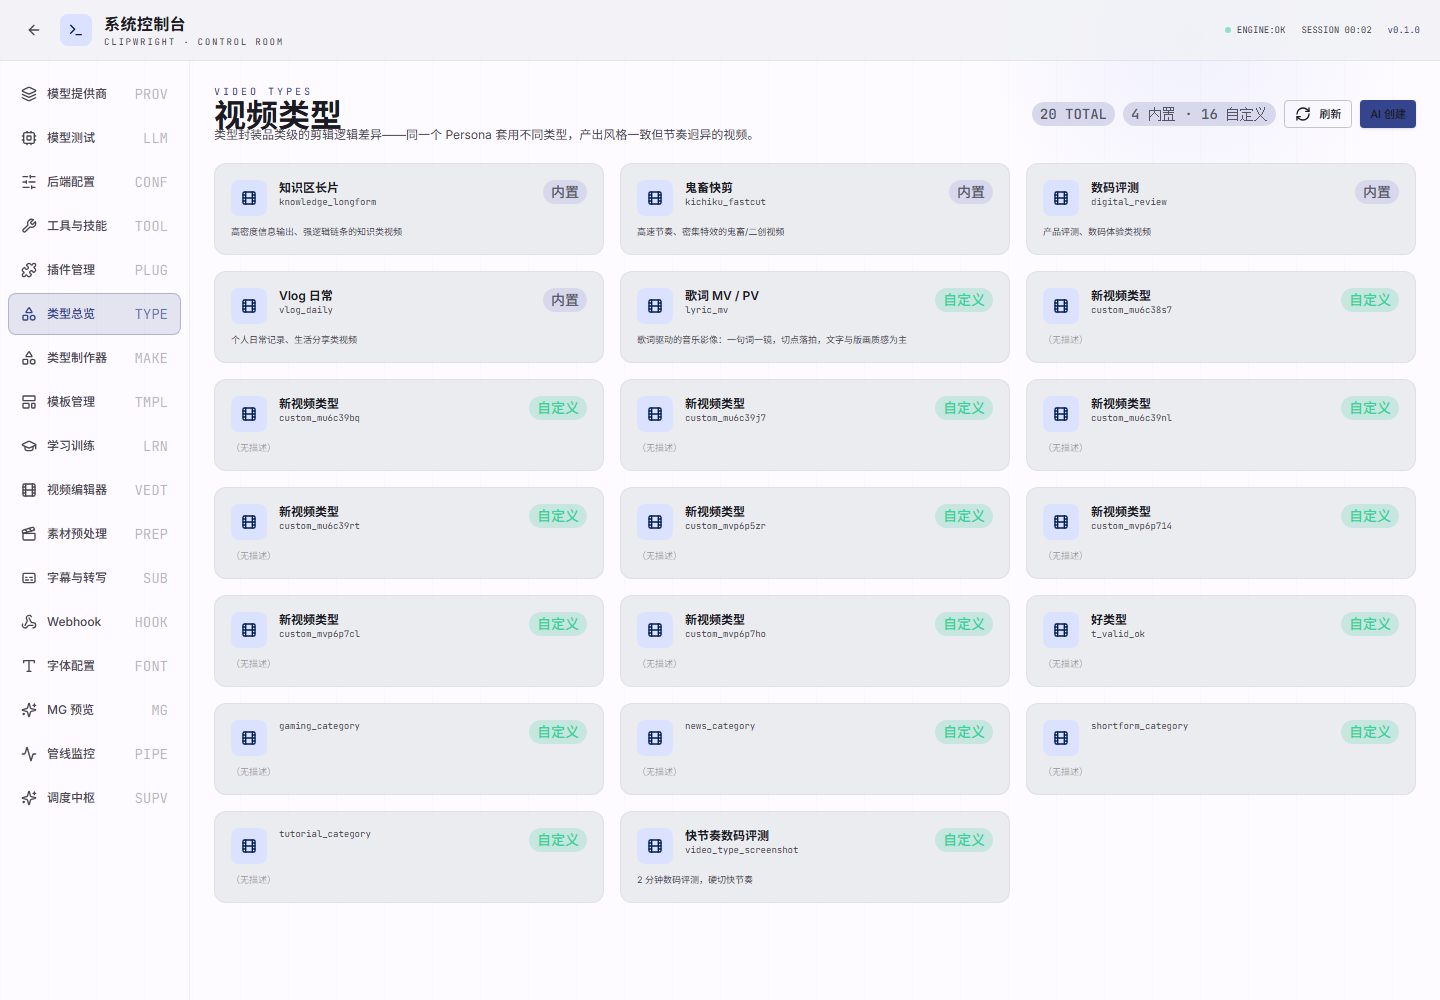 系统控制台
CLIPWRIGHT · CONTROL ROOM
ENGINE:OK SESSION 00:02 v0.1.0
模型提供商 PROV
模型测试 LLM
后端配置 CONF
工具与技能 TOOL
插件管理 PLUG
类型总览 TYPE
类型制作器 MAKE
模板管理 TMPL
学习训练 LRN
视频编辑器 VEDT
素材预处理 PREP
字幕与转写 SUB
Webhook HOOK
字体配置 FONT
MG 预览 MG
管线监控 PIPE
调度中枢 SUPV
VIDEO TYPES
视频类型
类型封装品类级的剪辑逻辑差异——同一个 Persona 套用不同类型，产出风格一致但节奏迥异的视频。
20 TOTAL 4 内置 · 16 自定义 刷新 AI 创建
知识区长片 内置
knowledge_longform
高密度信息输出、强逻辑链条的知识类视频
鬼畜快剪 内置
kichiku_fastcut
高速节奏、密集特效的鬼畜/二创视频
数码评测 内置
digital_review
产品评测、数码体验类视频
Vlog 日常 内置
vlog_daily
个人日常记录、生活分享类视频
歌词 MV / PV 自定义
lyric_mv
歌词驱动的音乐影像：一句词一镜，切点落拍，文字与版画质感为主
新视频类型 自定义
custom_mu6c38s7
（无描述）
新视频类型 自定义
custom_mu6c39bq
（无描述）
新视频类型 自定义
custom_mu6c39j7
（无描述）
新视频类型 自定义
custom_mu6c39nl
（无描述）
新视频类型 自定义
custom_mu6c39rt
（无描述）
新视频类型 自定义
custom_mvp6p5zr
（无描述）
新视频类型 自定义
custom_mvp6p714
（无描述）
新视频类型 自定义
custom_mvp6p7cl
（无描述）
新视频类型 自定义
custom_mvp6p7ho
（无描述）
好类型 自定义
t_valid_ok
（无描述）
gaming_category 自定义
（无描述）
news_category 自定义
（无描述）
shortform_category 自定义
（无描述）
tutorial_category 自定义
（无描述）
快节奏数码评测 自定义
video_type_screenshot
2 分钟数码评测，硬切快节奏